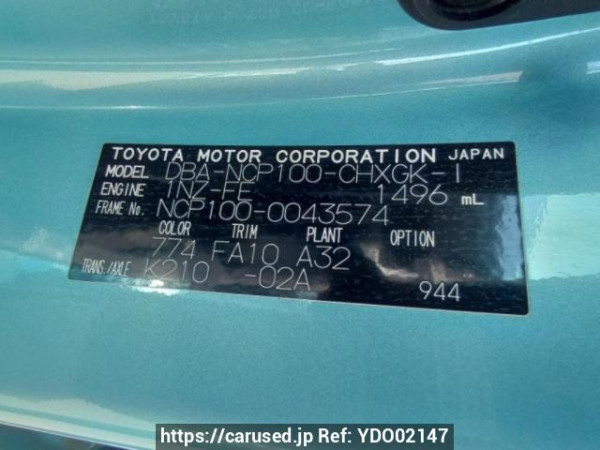 TOYOTA MOTOR CORPORATION JAPAN
MODEL DBA-NCP100-CHXGK-I
ENGINE 1NZ-FE 1496 mL
FRAME No. NCP100-0043574
COLOR TRIM PLANT OPTION
774 FA10 A32
TRANS./AXLE K210 -02A
944
https://carused.jp Ref: YDO02147